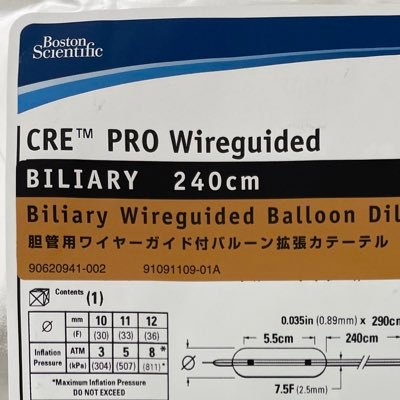 Boston
Scientific
CRE™ PRO Wireguided
BILIARY 240cm
Biliary Wireguided Balloon Dil
胆管用ワイヤーガイド付バルーン拡張カテーテル
90620941-002 91091109-01A
Contents (1)
Ø mm 10 11 12
(F) (30) (33) (36)
Inflation Pressure ATM 3 5 8*
(kPa) (304) (507) (811)*
*Maximum Inflation Pressure
DO NOT EXCEED
0.035in (0.89mm) x 290cm
5.5cm 240cm
Ø
7.5F (2.5mm)